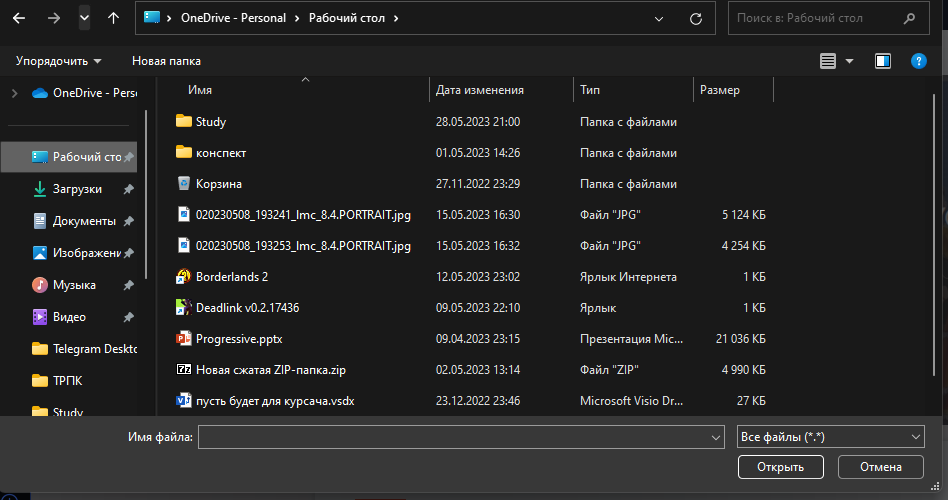 OneDrive - Personal > Рабочий стол >
Поиск в: Рабочий стол
Упорядочить Новая папка ?
OneDrive - Perso
Рабочий сто
Загрузки
Документы
Изображени
Музыка
Видео
Telegram Deskto
ТРПК
Study
Имя Дата изменения Тип Размер
Study 28.05.2023 21:00 Папка с файлами
конспект 01.05.2023 14:26 Папка с файлами
Корзина 27.11.2022 23:29 Папка с файлами
020230508_193241_lmc_8.4.PORTRAIT.jpg 15.05.2023 16:30 Файл "JPG" 5 124 КБ
020230508_193253_lmc_8.4.PORTRAIT.jpg 15.05.2023 16:32 Файл "JPG" 4 254 КБ
Borderlands 2 12.05.2023 23:02 Ярлык Интернета 1 КБ
Deadlink v0.2.17436 09.05.2023 22:10 Ярлык 1 КБ
Progressive.pptx 09.04.2023 23:15 Презентация Mic... 21 036 КБ
Новая сжатая ZIP-папка.zip 02.05.2023 13:14 Файл "ZIP" 4 990 КБ
пусть будет для курсача.vsdx 23.12.2022 23:46 Microsoft Visio Dr... 27 КБ
Имя файла: Все файлы (*.*)
Открыть Отмена